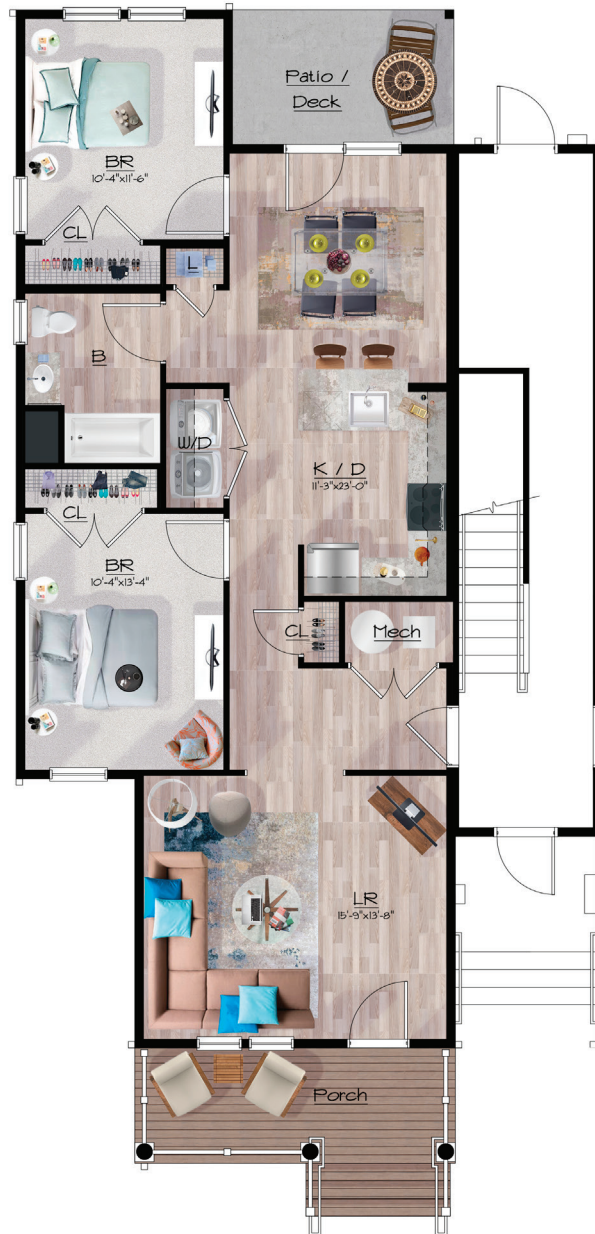 Patio /
Deck
BR
10'-4"x11'-6"
CL
L
B
W/D
K / D
11'-3"x23'-0"
CL
BR
10'-4"x13'-4"
CL
Mech
LR
15'-9"x13'-8"
Porch